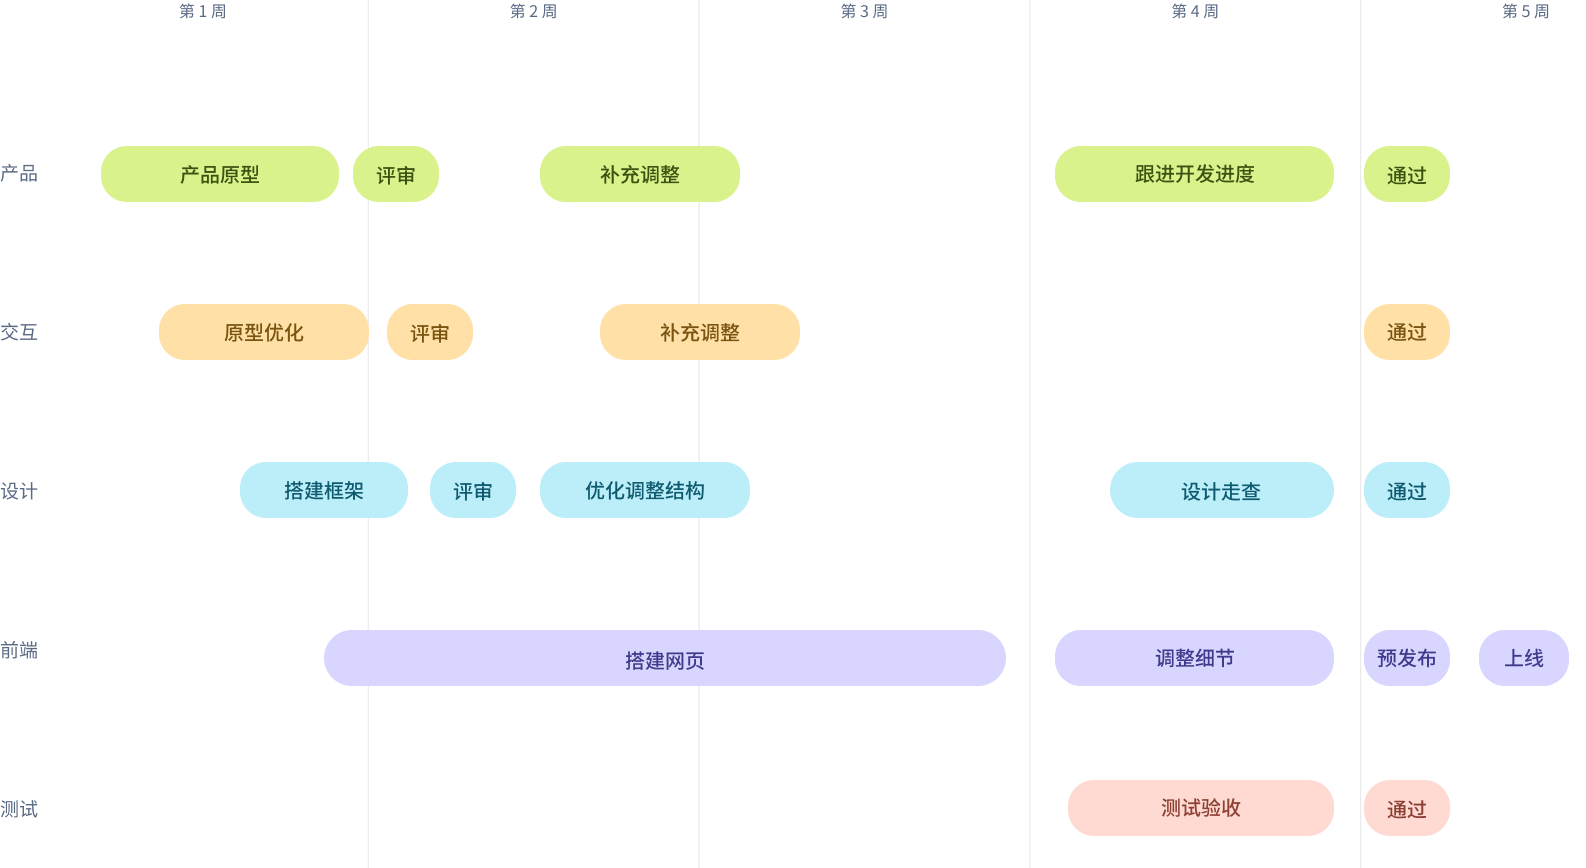 第 1 周
第 2 周
第 3 周
第 4 周
第 5 周
产品
产品原型
评审
补充调整
跟进开发进度
通过
交互
原型优化
评审
补充调整
通过
设计
搭建框架
评审
优化调整结构
设计走查
通过
前端
搭建网页
调整细节
预发布
上线
测试
测试验收
通过